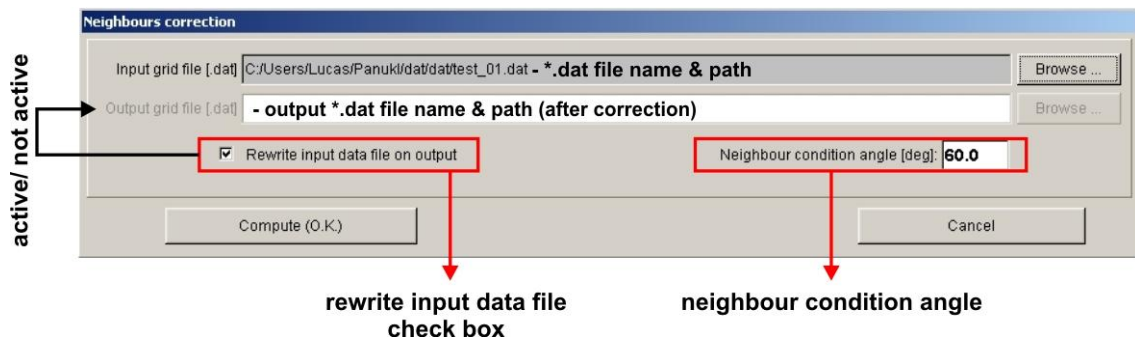 Neighbours correction
Input grid file [.dat] C:/Users/Lucas/Panukl/dat/dat/test_01.dat - *.dat file name & path Browse ...
Output grid file [.dat] - output *.dat file name & path (after correction) Browse ...
active/ not active
Rewrite input data file on output Neighbour condition angle [deg]: 60.0
Compute (O.K.) Cancel
rewrite input data file neighbour condition angle
check box